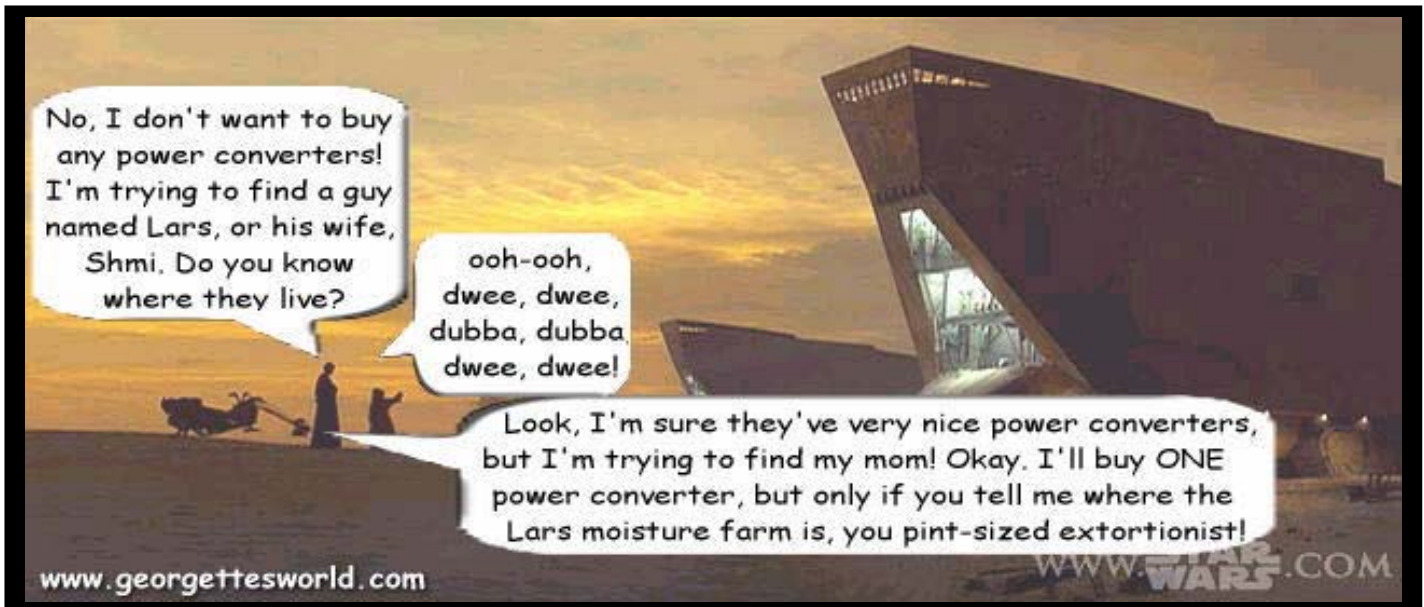 No, I don't want to buy
any power converters!
I'm trying to find a guy
named Lars, or his wife,
Shmi. Do you know
where they live?
ooh-ooh,
dwee, dwee,
dubba, dubba
dwee, dwee!
Look, I'm sure they've very nice power converters,
but I'm trying to find my mom! Okay. I'll buy ONE
power converter, but only if you tell me where the
Lars moisture farm is, you pint-sized extortionist!
www.georgettesworld.com
WWW.STAR WARS.COM